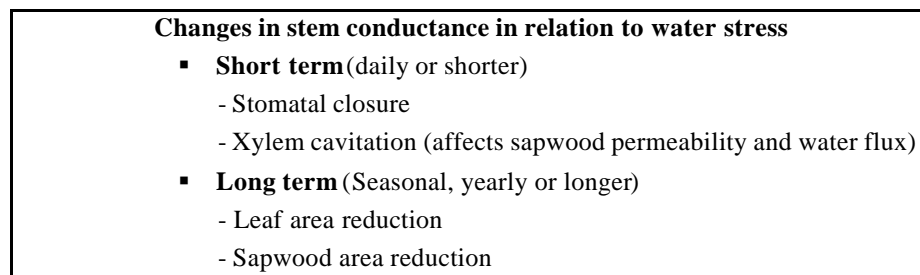 Changes in stem conductance in relation to water stress
▪ Short term (daily or shorter)
- Stomatal closure
- Xylem cavitation (affects sapwood permeability and water flux)
▪ Long term (Seasonal, yearly or longer)
- Leaf area reduction
- Sapwood area reduction